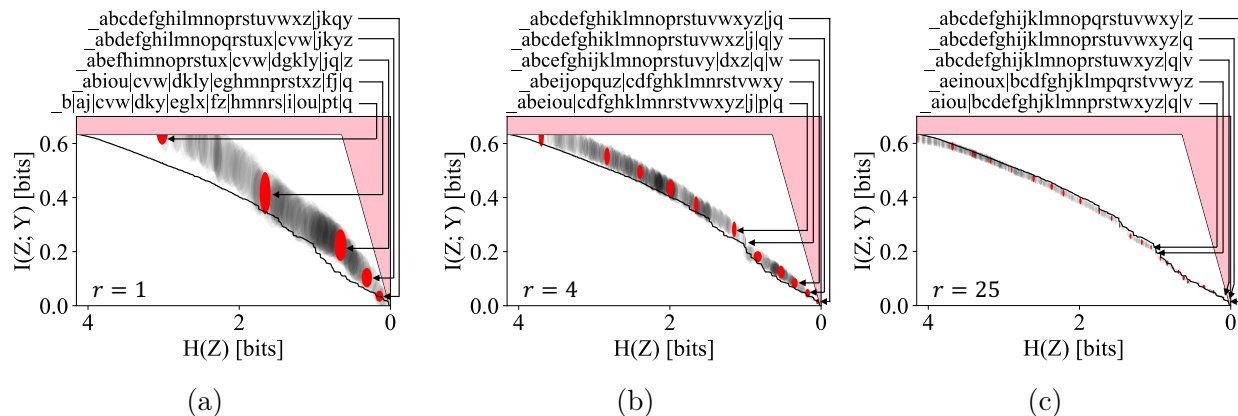 _abcdefghilmnoprstuvwxz|jkqy
_abdefghilmnopqrstux|cvw|jkyz
_abefhimnoprstux|cvw|dgkly|jq|z
_abiou|cvw|dkly|eghmnprstxz|fj|q
_b|aj|cvw|dky|eglx|fz|hmnrs|i|ou|pt|q
0.6
0.4
0.2
0.0
I(Z; Y) [bits]
r = 1
4
2
0
H(Z) [bits]
(a)
_abcdefghiklmnoprstuvwxyz|jq
_abcdefghiklmnoprstuvwxz|j|q|y
_abcefghijklmnoprstuvy|dxz|q|w
_abeijopquz|cdfghklmnrstvwxy
_abeiou|cdfghklmnrstvwxyz|j|p|q
0.6
0.4
0.2
0.0
I(Z; Y) [bits]
r = 4
4
2
0
H(Z) [bits]
(b)
_abcdefghijklmnopqrstuvwxy|z
_abcdefghijklmnoprstuvwxyz|q
_abcdefghijklmnoprstuwxyz|q|v
_aeinoux|bcdfghjklmpqrstvwyz
_aiou|bcdefghjklmnprstwxyz|q|v
0.6
0.4
0.2
0.0
I(Z; Y) [bits]
r = 25
4
2
0
H(Z) [bits]
(c)